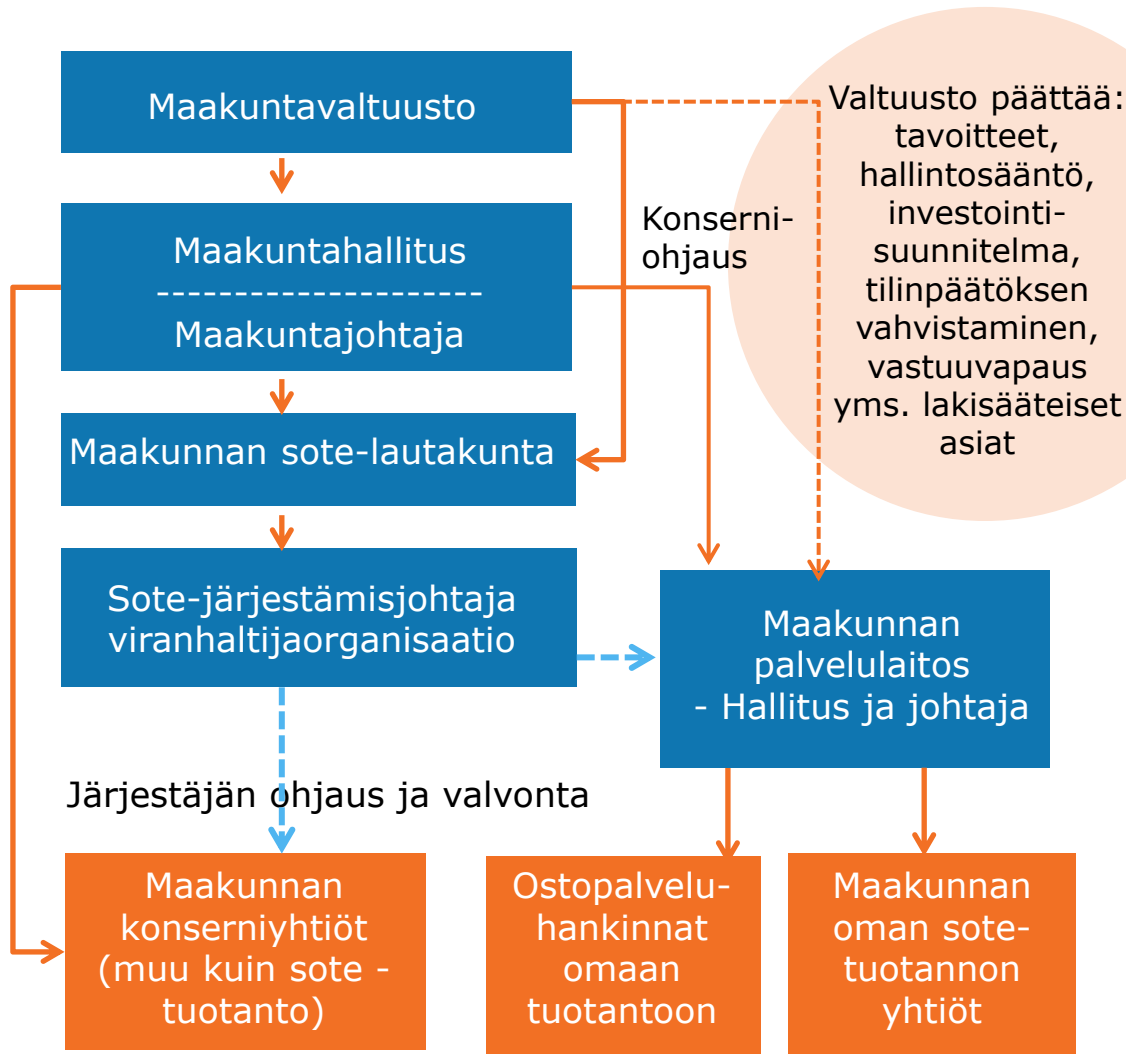 Maakuntavaltuusto
Valtuusto päättää:
tavoitteet,
hallintosääntö,
investointi-
suunnitelma,
tilinpäätöksen
vahvistaminen,
vastuuvapaus
yms. lakisääteiset
asiat
Konserni-
ohjaus
Maakuntahallitus
Maakuntajohtaja
Maakunnan sote-lautakunta
Sote-järjestämisjohtaja
viranhaltijaorganisaatio
Maakunnan
palvelulaitos
- Hallitus ja johtaja
Järjestäjän ohjaus ja valvonta
Maakunnan
konserniyhtiöt
(muu kuin sote -
tuotanto)
Ostopalvelu-
hankinnat
omaan
tuotantoon
Maakunnan
oman sote-
tuotannon
yhtiöt